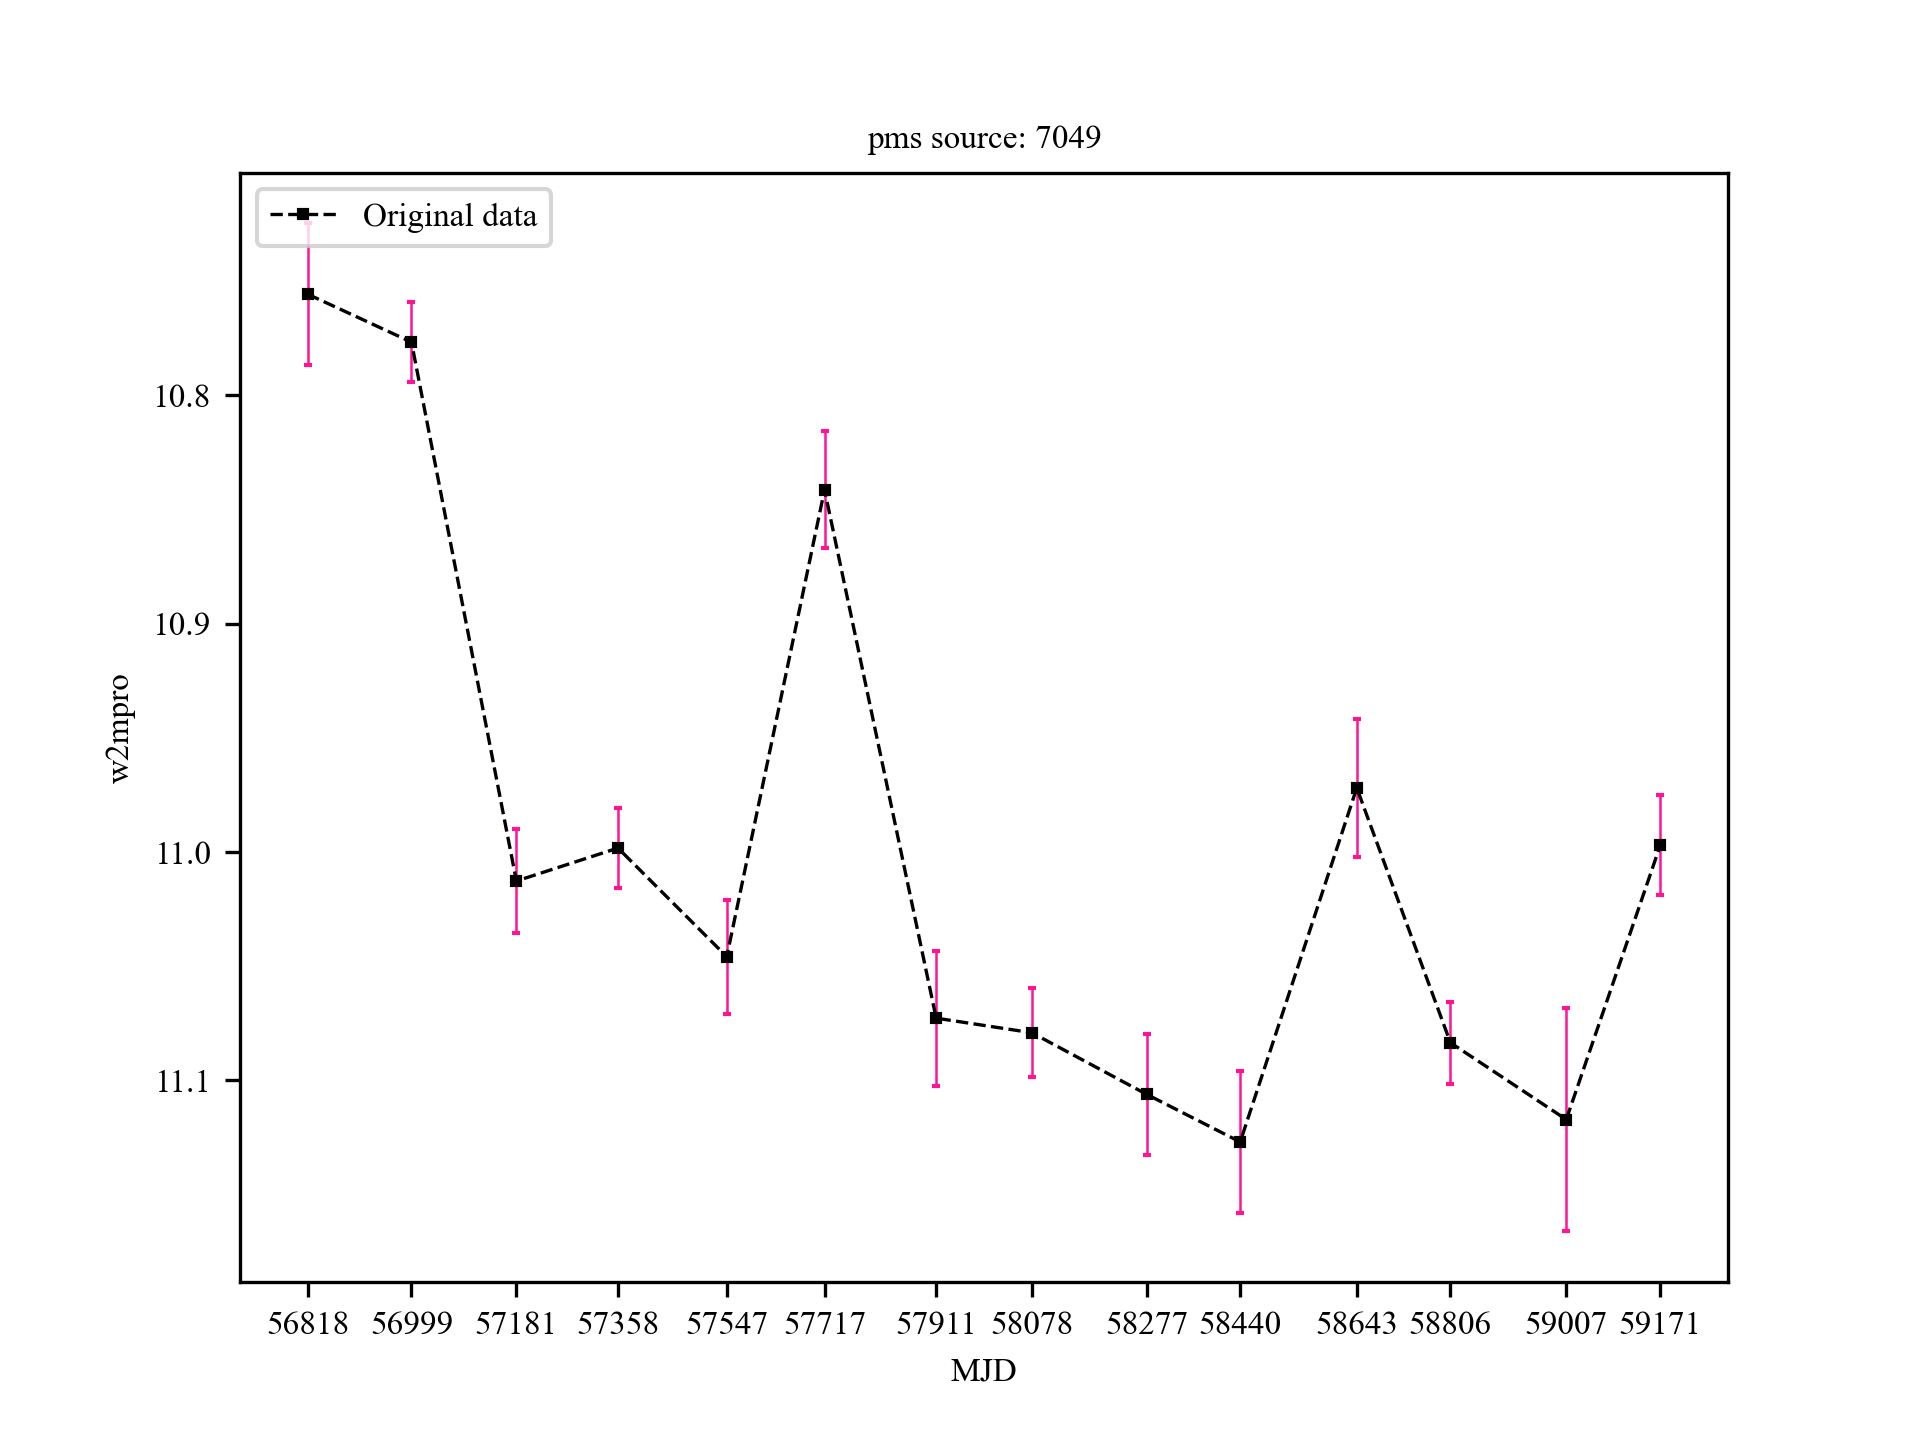 pms source: 7049
Original data
10.8
10.9
11.0
11.1
w2mpro
56818 56999 57181 57358 57547 57717 57911 58078 58277 58440 58643 58806 59007 59171
MJD